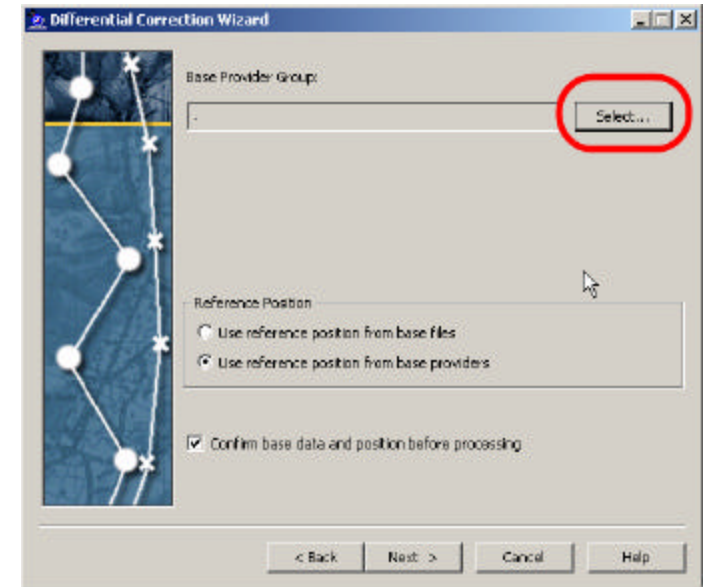 Differential Correction Wizard
Base Provider Group:
-
Select...
Reference Position
Use reference position from base files
Use reference position from base providers
Confirm base data and position before processing
< Back
Next >
Cancel
Help